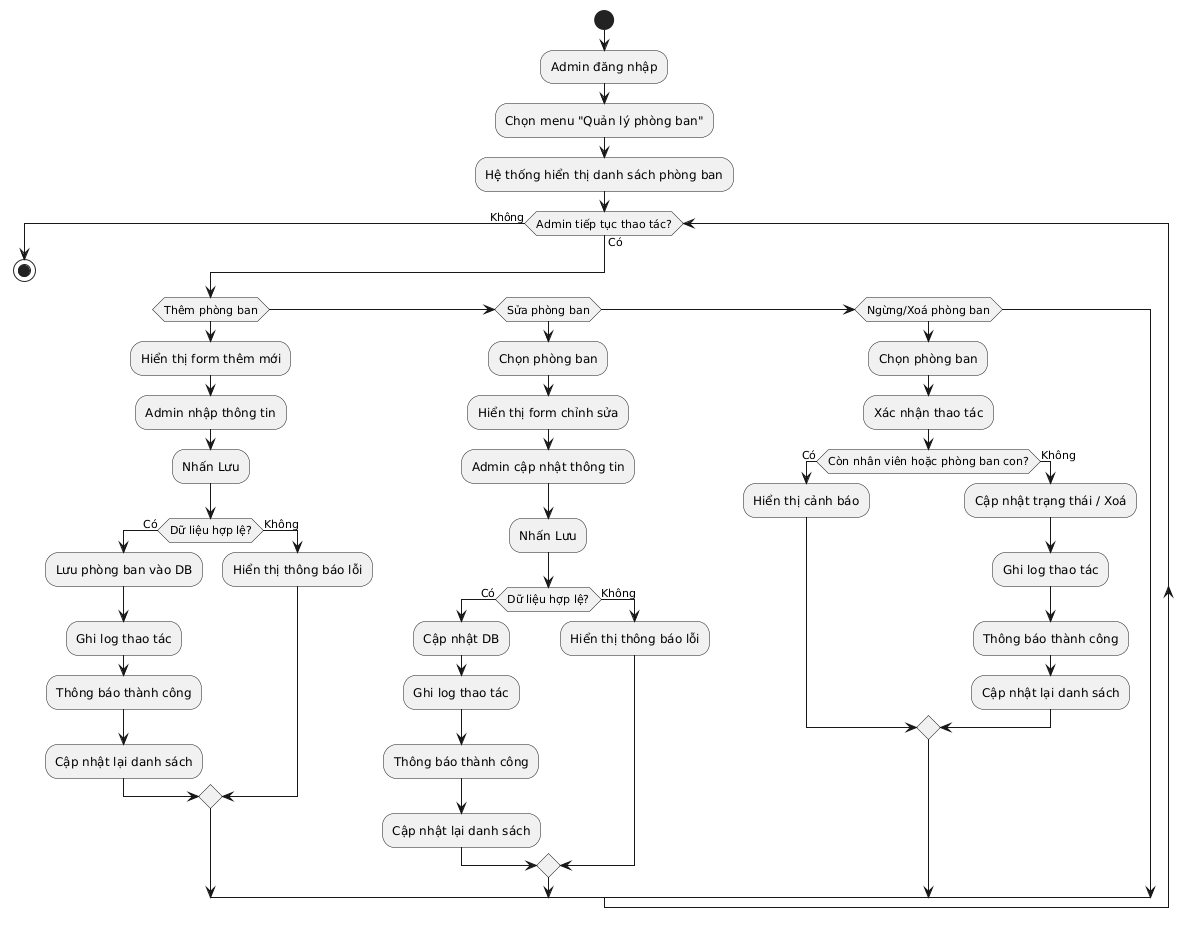 Admin đăng nhập
Chọn menu "Quản lý phòng ban"
Hệ thống hiển thị danh sách phòng ban
Không
Admin tiếp tục thao tác?
Có
Thêm phòng ban
Hiển thị form thêm mới
Admin nhập thông tin
Nhấn Lưu
Có
Dữ liệu hợp lệ?
Không
Lưu phòng ban vào DB
Ghi log thao tác
Thông báo thành công
Cập nhật lại danh sách
Hiển thị thông báo lỗi
Sửa phòng ban
Chọn phòng ban
Hiển thị form chỉnh sửa
Admin cập nhật thông tin
Nhấn Lưu
Có
Dữ liệu hợp lệ?
Không
Cập nhật DB
Ghi log thao tác
Thông báo thành công
Cập nhật lại danh sách
Hiển thị thông báo lỗi
Ngừng/Xoá phòng ban
Chọn phòng ban
Xác nhận thao tác
Có
Còn nhân viên hoặc phòng ban con?
Không
Hiển thị cảnh báo
Cập nhật trạng thái / Xoá
Ghi log thao tác
Thông báo thành công
Cập nhật lại danh sách